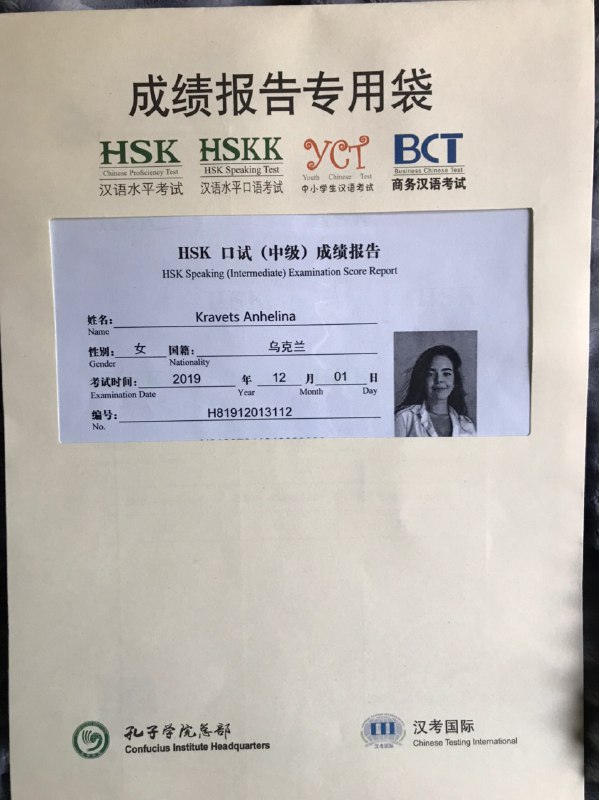 成绩报告专用袋
HSK HSKK YCT BCT
Chinese Proficiency Test HSK Speaking Test Youth Chinese Test Business Chinese Test
汉语水平考试 汉语水平口语考试 中小学生汉语考试 商务汉语考试
HSK 口试（中级）成绩报告
HSK Speaking (Intermediate) Examination Score Report
姓名： Kravets Anhelina
Name
性别： 女 国籍： 乌克兰
Gender Nationality
考试时间： 2019 年 12 月 01 日
Examination Date Year Month Day
编号： H81912013112
No.
孔子学院总部 汉考国际
Confucius Institute Headquarters Chinese Testing International
汉考国际